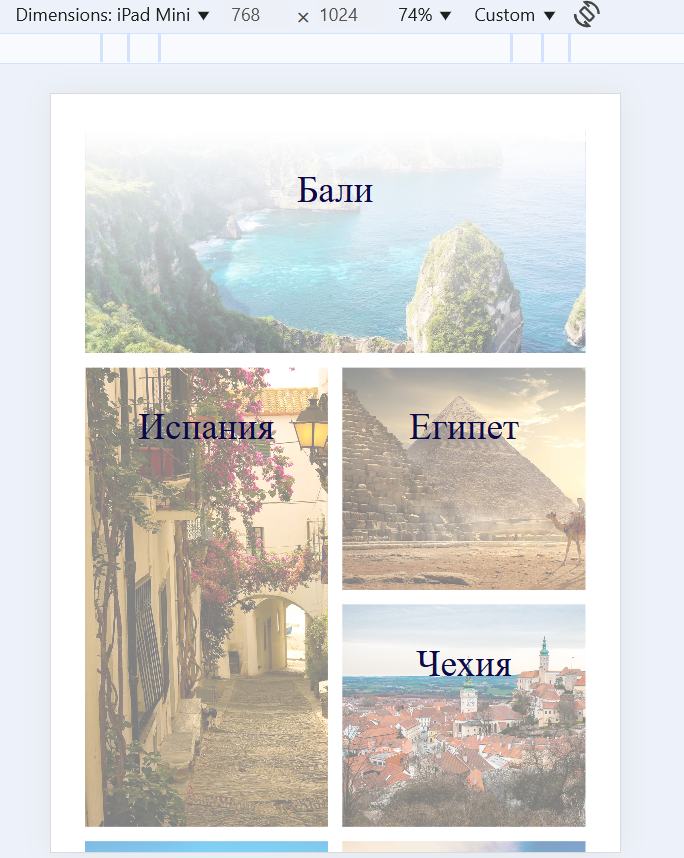 Dimensions: iPad Mini ▼ 768 × 1024 74% ▼ Custom ▼
Бали
Испания Египет
Чехия